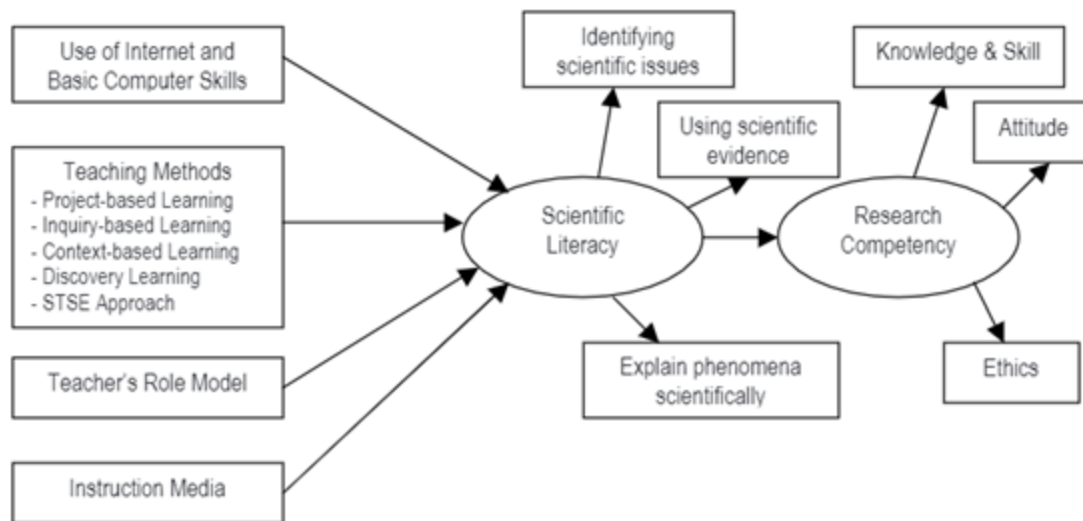 Use of Internet and
Basic Computer Skills
Teaching Methods
- Project-based Learning
- Inquiry-based Learning
- Context-based Learning
- Discovery Learning
- STSE Approach
Teacher's Role Model
Instruction Media
Identifying
scientific issues
Using scientific
evidence
Scientific
Literacy
Explain phenomena
scientifically
Knowledge & Skill
Attitude
Research
Competency
Ethics